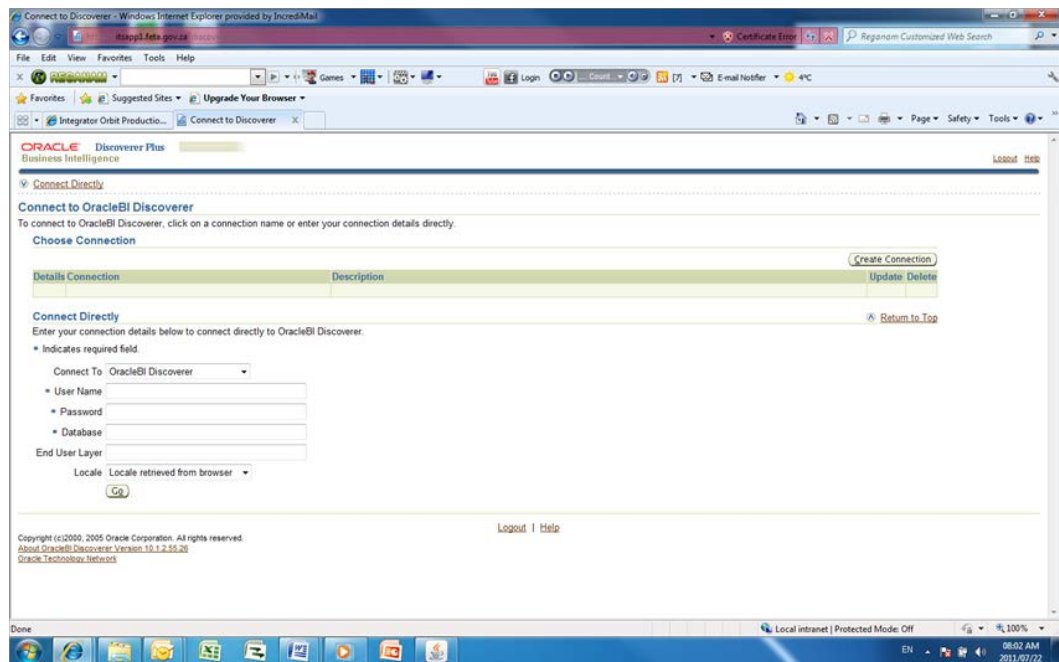 Connect to Discoverer - Windows Internet Explorer provided by IncrediMail
itsapp1.feta.gov.za Certificate Error Reganam Customized Web Search
File Edit View Favorites Tools Help
REGANAM Games Login Count... [7] E-mail Notifier 4°C
Favorites Suggested Sites Upgrade Your Browser
Integrator Orbit Productio... Connect to Discoverer X Page Safety Tools
ORACLE Discoverer Plus
Business Intelligence Logout Help
Connect Directly
Connect to OracleBI Discoverer
To connect to OracleBI Discoverer, click on a connection name or enter your connection details directly.
Choose Connection
Create Connection
Details Connection Description Update Delete
Connect Directly Return to Top
Enter your connection details below to connect directly to OracleBI Discoverer.
* Indicates required field.
Connect To OracleBI Discoverer
* User Name
* Password
* Database
End User Layer
Locale Locale retrieved from browser
Go
Logout | Help
Copyright (c)2000, 2005 Oracle Corporation. All rights reserved.
About OracleBI Discoverer Version 10.1.2.55.26
Oracle Technology Network
Done Local intranet | Protected Mode: Off 100%
EN 08:02 AM
2011/07/22